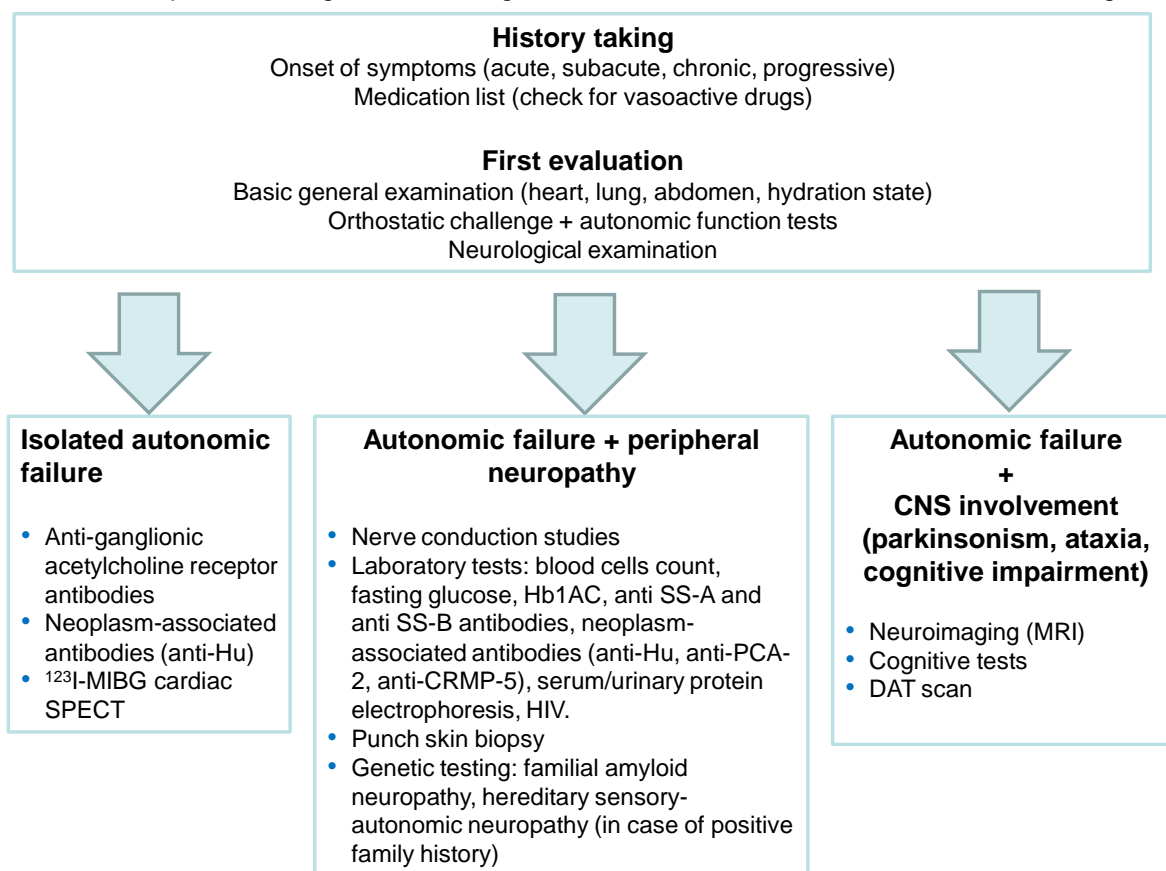 History taking
Onset of symptoms (acute, subacute, chronic, progressive)
Medication list (check for vasoactive drugs)
First evaluation
Basic general examination (heart, lung, abdomen, hydration state)
Orthostatic challenge + autonomic function tests
Neurological examination
Isolated autonomic
failure
• Anti-ganglionic
acetylcholine receptor
antibodies
• Neoplasm-associated
antibodies (anti-Hu)
• ¹²³I-MIBG cardiac
SPECT
Autonomic failure + peripheral
neuropathy
• Nerve conduction studies
• Laboratory tests: blood cells count,
fasting glucose, Hb1AC, anti SS-A and
anti SS-B antibodies, neoplasm-
associated antibodies (anti-Hu, anti-PCA-
2, anti-CRMP-5), serum/urinary protein
electrophoresis, HIV.
• Punch skin biopsy
• Genetic testing: familial amyloid
neuropathy, hereditary sensory-
autonomic neuropathy (in case of positive
family history)
Autonomic failure
+
CNS involvement
(parkinsonism, ataxia,
cognitive impairment)
• Neuroimaging (MRI)
• Cognitive tests
• DAT scan